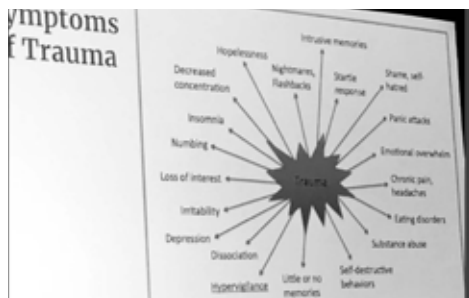 ymptoms
f Trauma
Intrusive memories
Hopelessness
Nightmares,
Flashbacks
Startle
response
Shame, self-
hatred
Decreased
concentration
Panic attacks
Insomnia
Numbing
Emotional overwhelm
Loss of interest
Trauma
Chronic pain,
headaches
Irritability
Eating disorders
Depression
Substance abuse
Dissociation
Self-destructive
behaviors
Hypervigilance
Little or no
memories